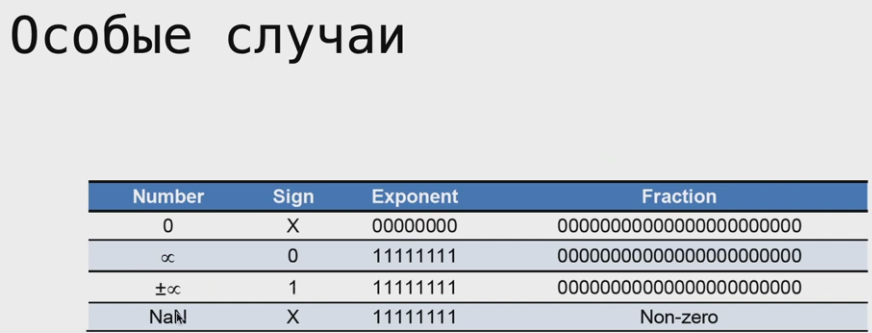 Особые случаи
Number Sign Exponent Fraction
0 X 00000000 00000000000000000000000
∝ 0 11111111 00000000000000000000000
±∝ 1 11111111 00000000000000000000000
NaN X 11111111 Non-zero